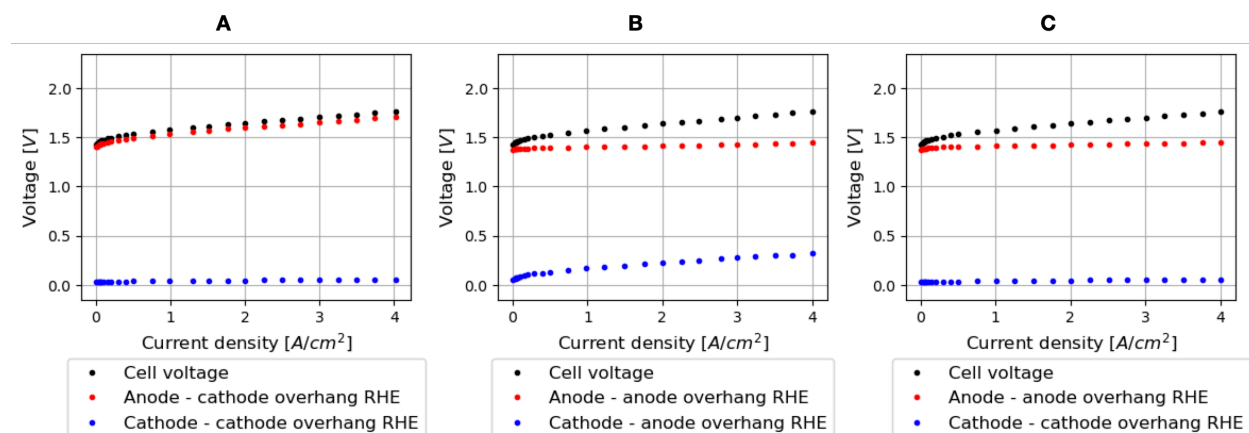 A
B
C
2.0
1.5
1.0
0.5
0.0
Voltage [V]
0 1 2 3 4
Current density [A/cm²]
Cell voltage
Anode - cathode overhang RHE
Cathode - cathode overhang RHE
2.0
1.5
1.0
0.5
0.0
Voltage [V]
0 1 2 3 4
Current density [A/cm²]
Cell voltage
Anode - anode overhang RHE
Cathode - anode overhang RHE
2.0
1.5
1.0
0.5
0.0
Voltage [V]
0 1 2 3 4
Current density [A/cm²]
Cell voltage
Anode - anode overhang RHE
Cathode - cathode overhang RHE